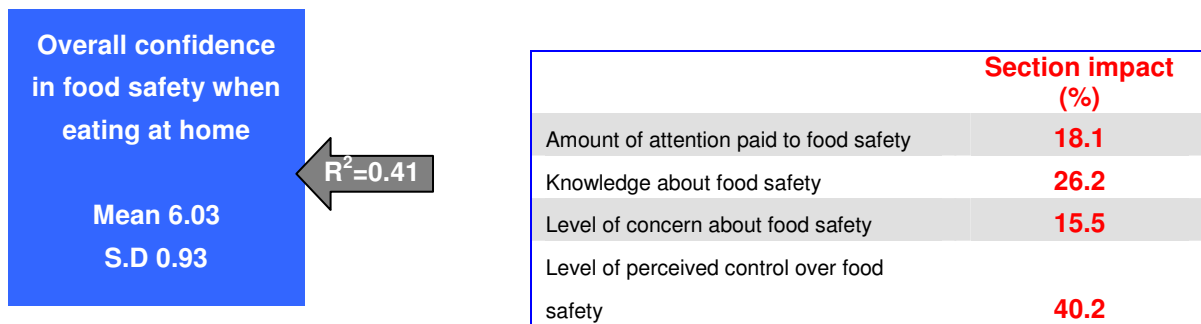 Overall confidence
in food safety when
eating at home
Mean 6.03
S.D 0.93
R²=0.41
Section impact
(%)
Amount of attention paid to food safety 18.1
Knowledge about food safety 26.2
Level of concern about food safety 15.5
Level of perceived control over food
safety 40.2